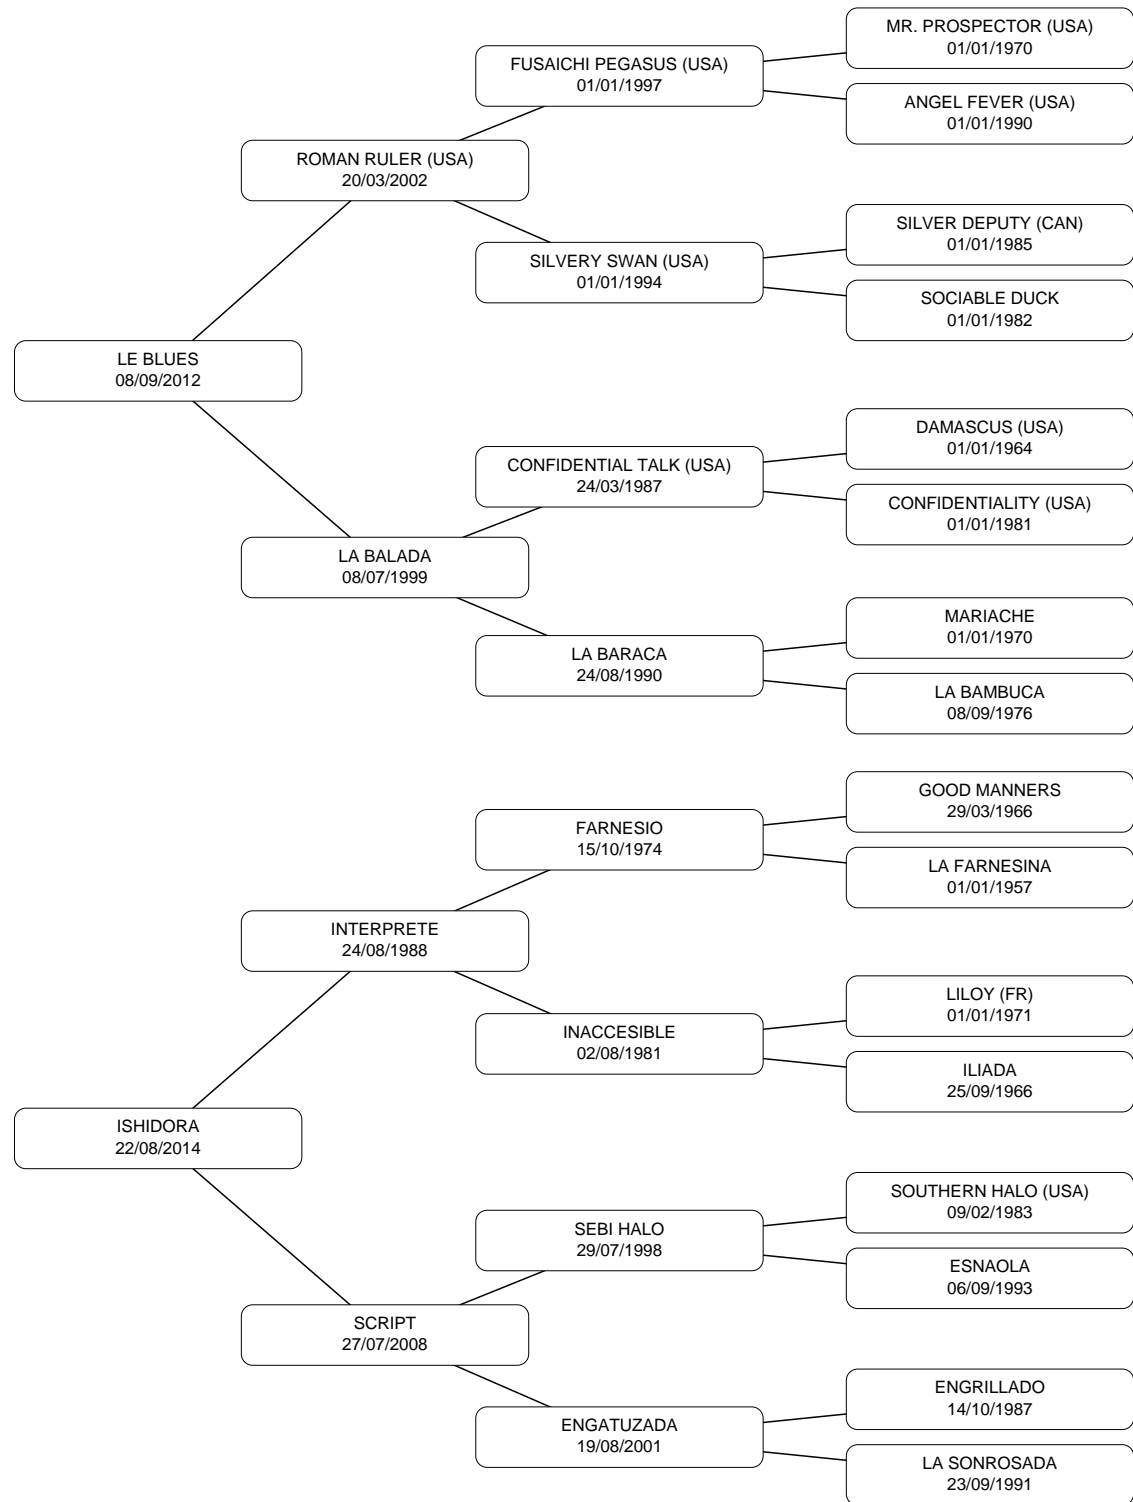 MR. PROSPECTOR (USA)
01/01/1970
FUSAICHI PEGASUS (USA)
01/01/1997
ANGEL FEVER (USA)
01/01/1990
ROMAN RULER (USA)
20/03/2002
SILVER DEPUTY (CAN)
01/01/1985
SILVERY SWAN (USA)
01/01/1994
SOCIABLE DUCK
01/01/1982
LE BLUES
08/09/2012
DAMASCUS (USA)
01/01/1964
CONFIDENTIAL TALK (USA)
24/03/1987
CONFIDENTIALITY (USA)
01/01/1981
LA BALADA
08/07/1999
MARIACHE
01/01/1970
LA BARACA
24/08/1990
LA BAMBUCA
08/09/1976
GOOD MANNERS
29/03/1966
FARNESIO
15/10/1974
LA FARNESINA
01/01/1957
INTERPRETE
24/08/1988
LILOY (FR)
01/01/1971
INACCESIBLE
02/08/1981
ILIADA
25/09/1966
ISHIDORA
22/08/2014
SOUTHERN HALO (USA)
09/02/1983
SEBI HALO
29/07/1998
ESNAOLA
06/09/1993
SCRIPT
27/07/2008
ENGRILLADO
14/10/1987
ENGATUZADA
19/08/2001
LA SONROSADA
23/09/1991